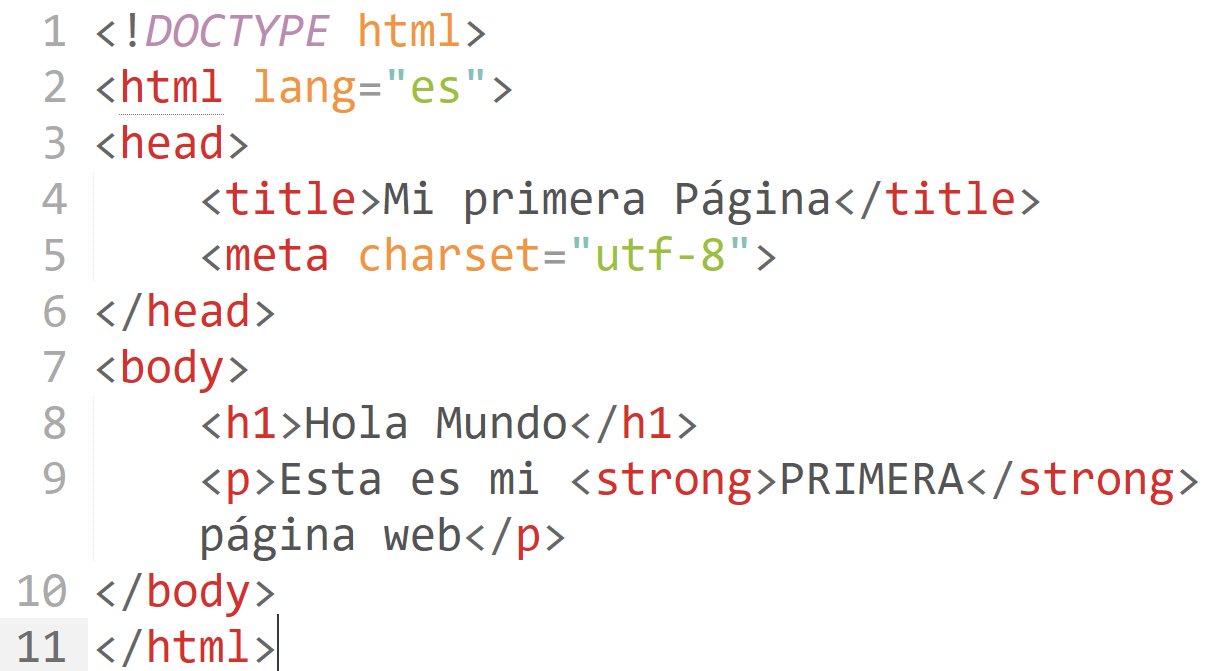 1 <!DOCTYPE html>
2 <html lang="es">
3 <head>
4     <title>Mi primera Página</title>
5     <meta charset="utf-8">
6 </head>
7 <body>
8     <h1>Hola Mundo</h1>
9     <p>Esta es mi <strong>PRIMERA</strong>
    página web</p>
10 </body>
11 </html>